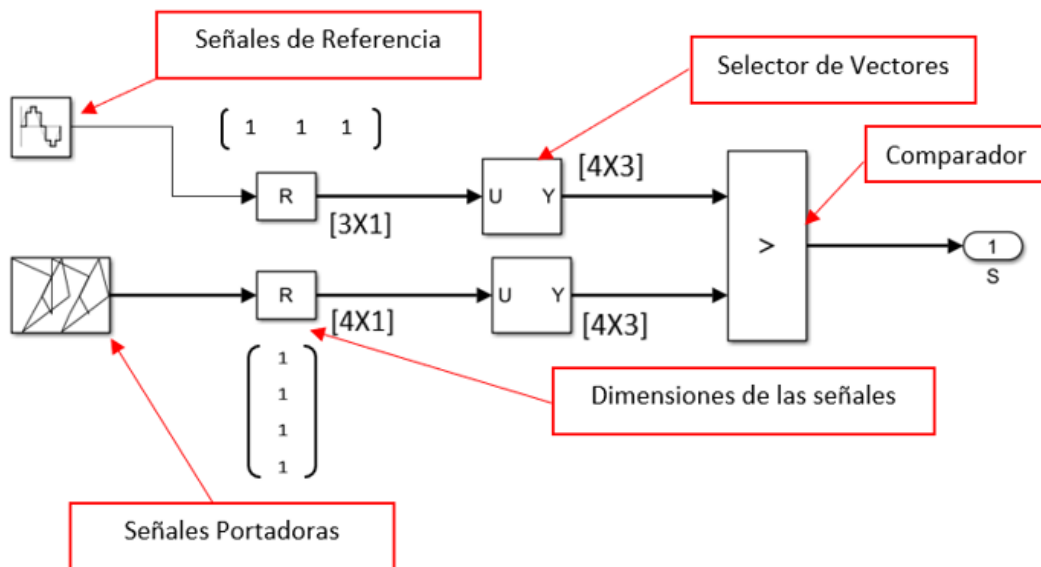 Señales de Referencia
Selector de Vectores
( 1 1 1 )
[4X3]
Comparador
R
U Y
[3X1]
>
1
S
R
U Y
[4X1]
[4X3]
( 1
1
1
1 )
Dimensiones de las señales
Señales Portadoras